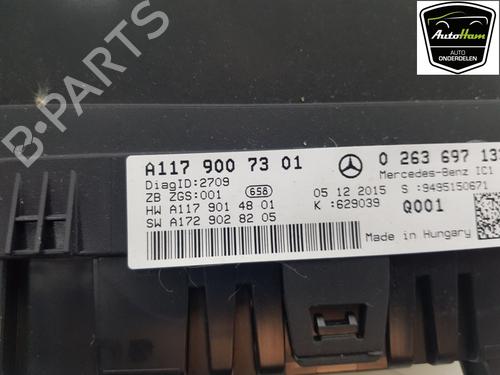 AutoHam
AUTO
ONDERDELEN
B-PARTS
A117 900 73 01
0 263 697
DiagID:2709
Mercedes-Benz IC1
ZB ZGS:001
658
05 12 2015
S :9495150671
HW A117 901 48 01
K :629039
Q001
SW A172 902 82 05
Made in Hungary